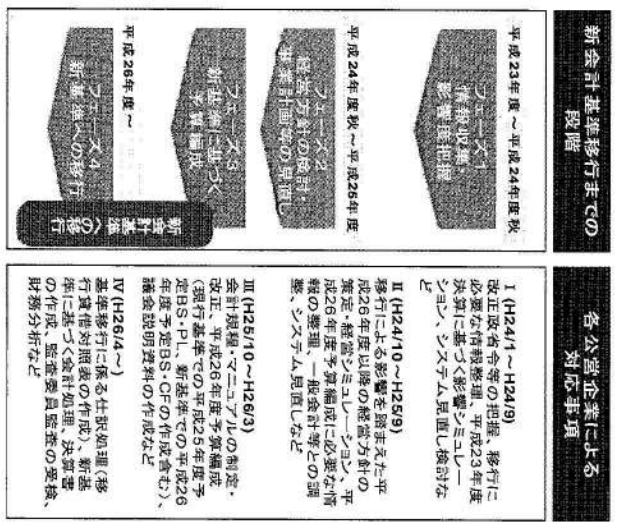 新会計基準移行までの
段階
平成23年度～平成24年度秋
フェーズ1
情報収集・
影響度把握
平成24年度秋～平成25年度
フェーズ2
経営方針の検討・
事業計画等の見直し
フェーズ3
新基準に基づく
予算編成
平成26年度～
フェーズ4
新基準への移行
新会計
基準への移行
各公営企業による
対応事項
Ⅰ(H24/1～H24/9)
改正政省令等の把握、移行に
必要な情報整理、平成23年度
決算に基づく影響シミュレー
ション、システム見直し検討な
ど
Ⅱ(H24/10～H25/9)
移行による影響を踏まえた平
成26年度以降の経営方針の
策定・経営シミュレーション、平
成26年度予算編成に必要な情
報の整理、一般会計等との調
整、システム見直しなど
Ⅲ(H25/10～H26/3)
会計規程・マニュアルの制定・
改正、平成26年度予算編成
(現行基準での平成25年度予
定BS・PL、新基準での平成26
年度予定BS・CFの作成含む)、
議会説明資料の作成など
Ⅳ(H26/4～)
基準移行に係る仕訳処理(移
行貸借対照表の作成)、新基
準に基づく会計処理、決算書
の作成、監査委員監査の受検、
財務分析など